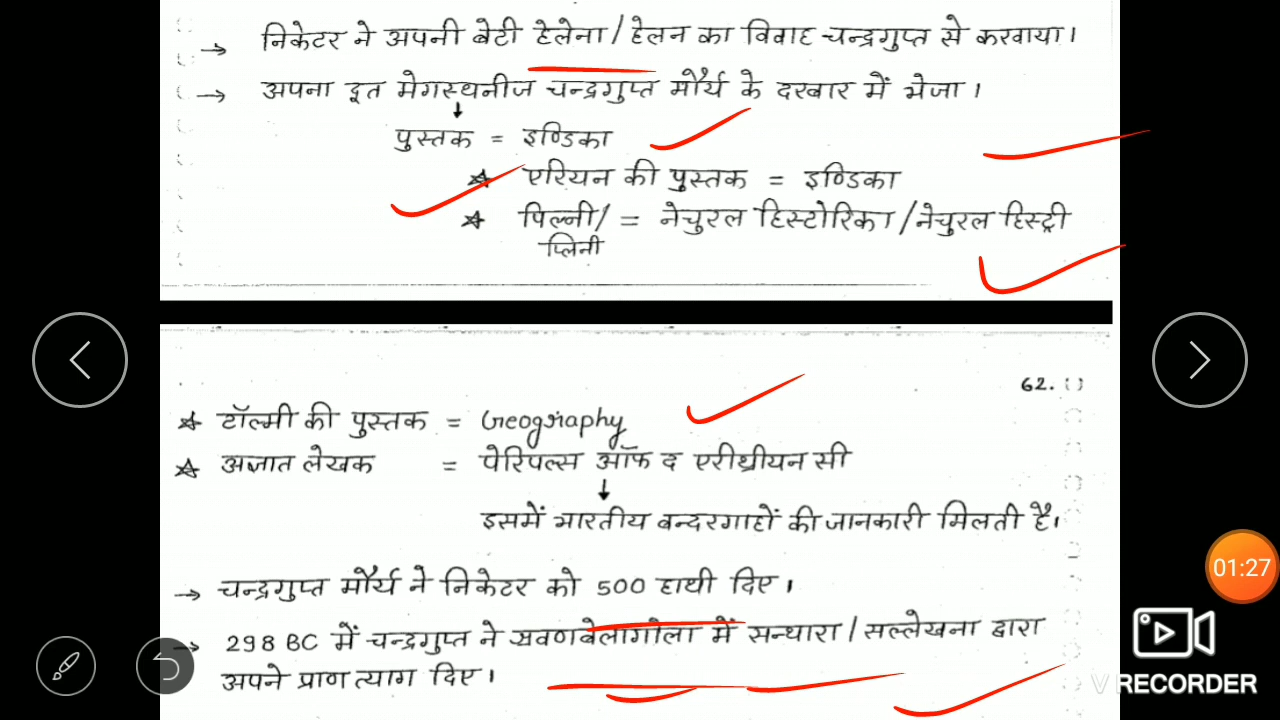 → निकेटर ने अपनी बेटी हेलेना/हेलन का विवाह चन्द्रगुप्त से करवाया।
→ अपना दूत मेगस्थनीज चन्द्रगुप्त मौर्य के दरबार में भेजा।
↓
पुस्तक = इण्डिका
☆ एरियन की पुस्तक = इण्डिका
☆ पिल्नी/ = नेचुरल हिस्टोरिका/नेचुरल हिस्ट्री
प्लिनी
62.
☆ टॉल्मी की पुस्तक = Geography
☆ अज्ञात लेखक = पेरिपल्स ऑफ द एरीथ्रीयन सी
↓
इसमें भारतीय बन्दरगाहों की जानकारी मिलती है।
→ चन्द्रगुप्त मौर्य ने निकेटर को 500 हाथी दिए।
→ 298 BC में चन्द्रगुप्त ने श्रवणबेलागोला में सन्थारा/सल्लेखना द्वारा
अपने प्राण त्याग दिए।
01:27
V RECORDER